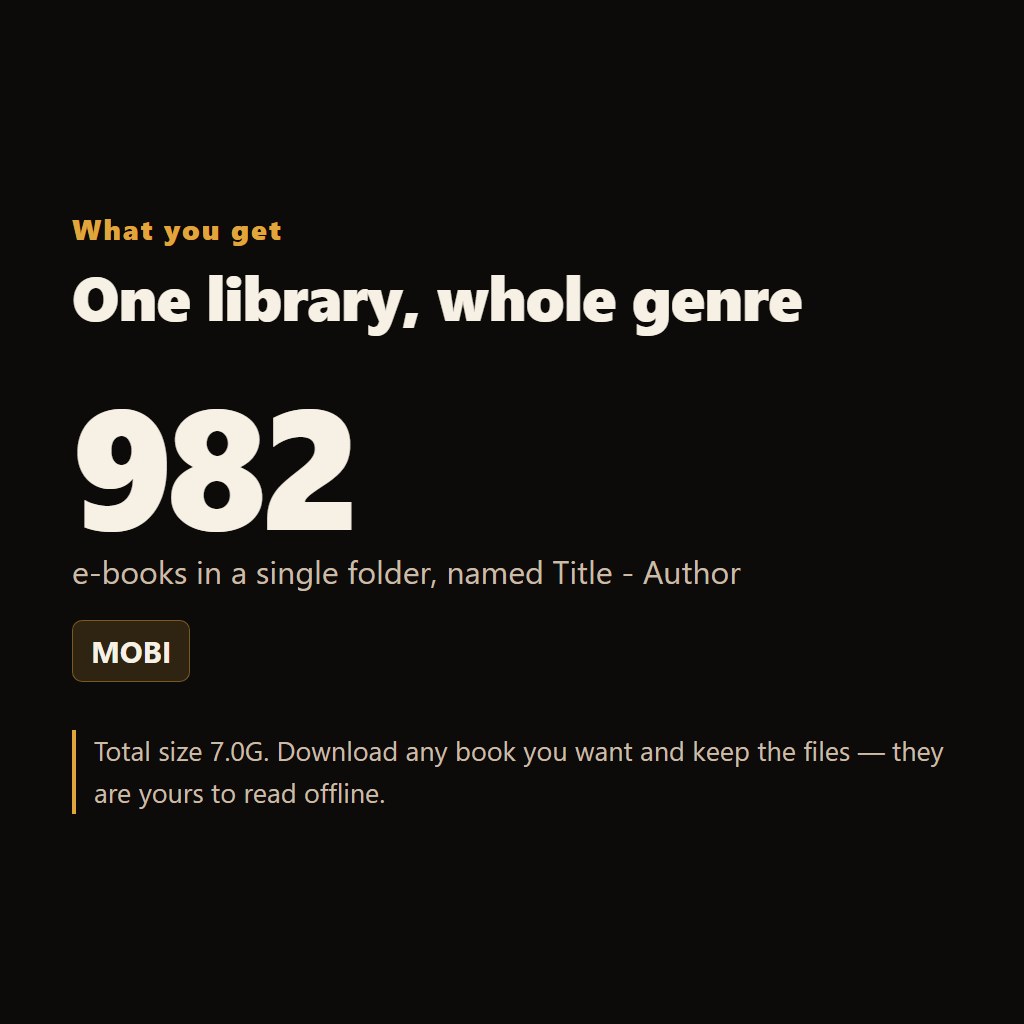 What you get
One library, whole genre
982
e-books in a single folder, named Title - Author
MOBI
Total size 7.0G. Download any book you want and keep the files — they
are yours to read offline.